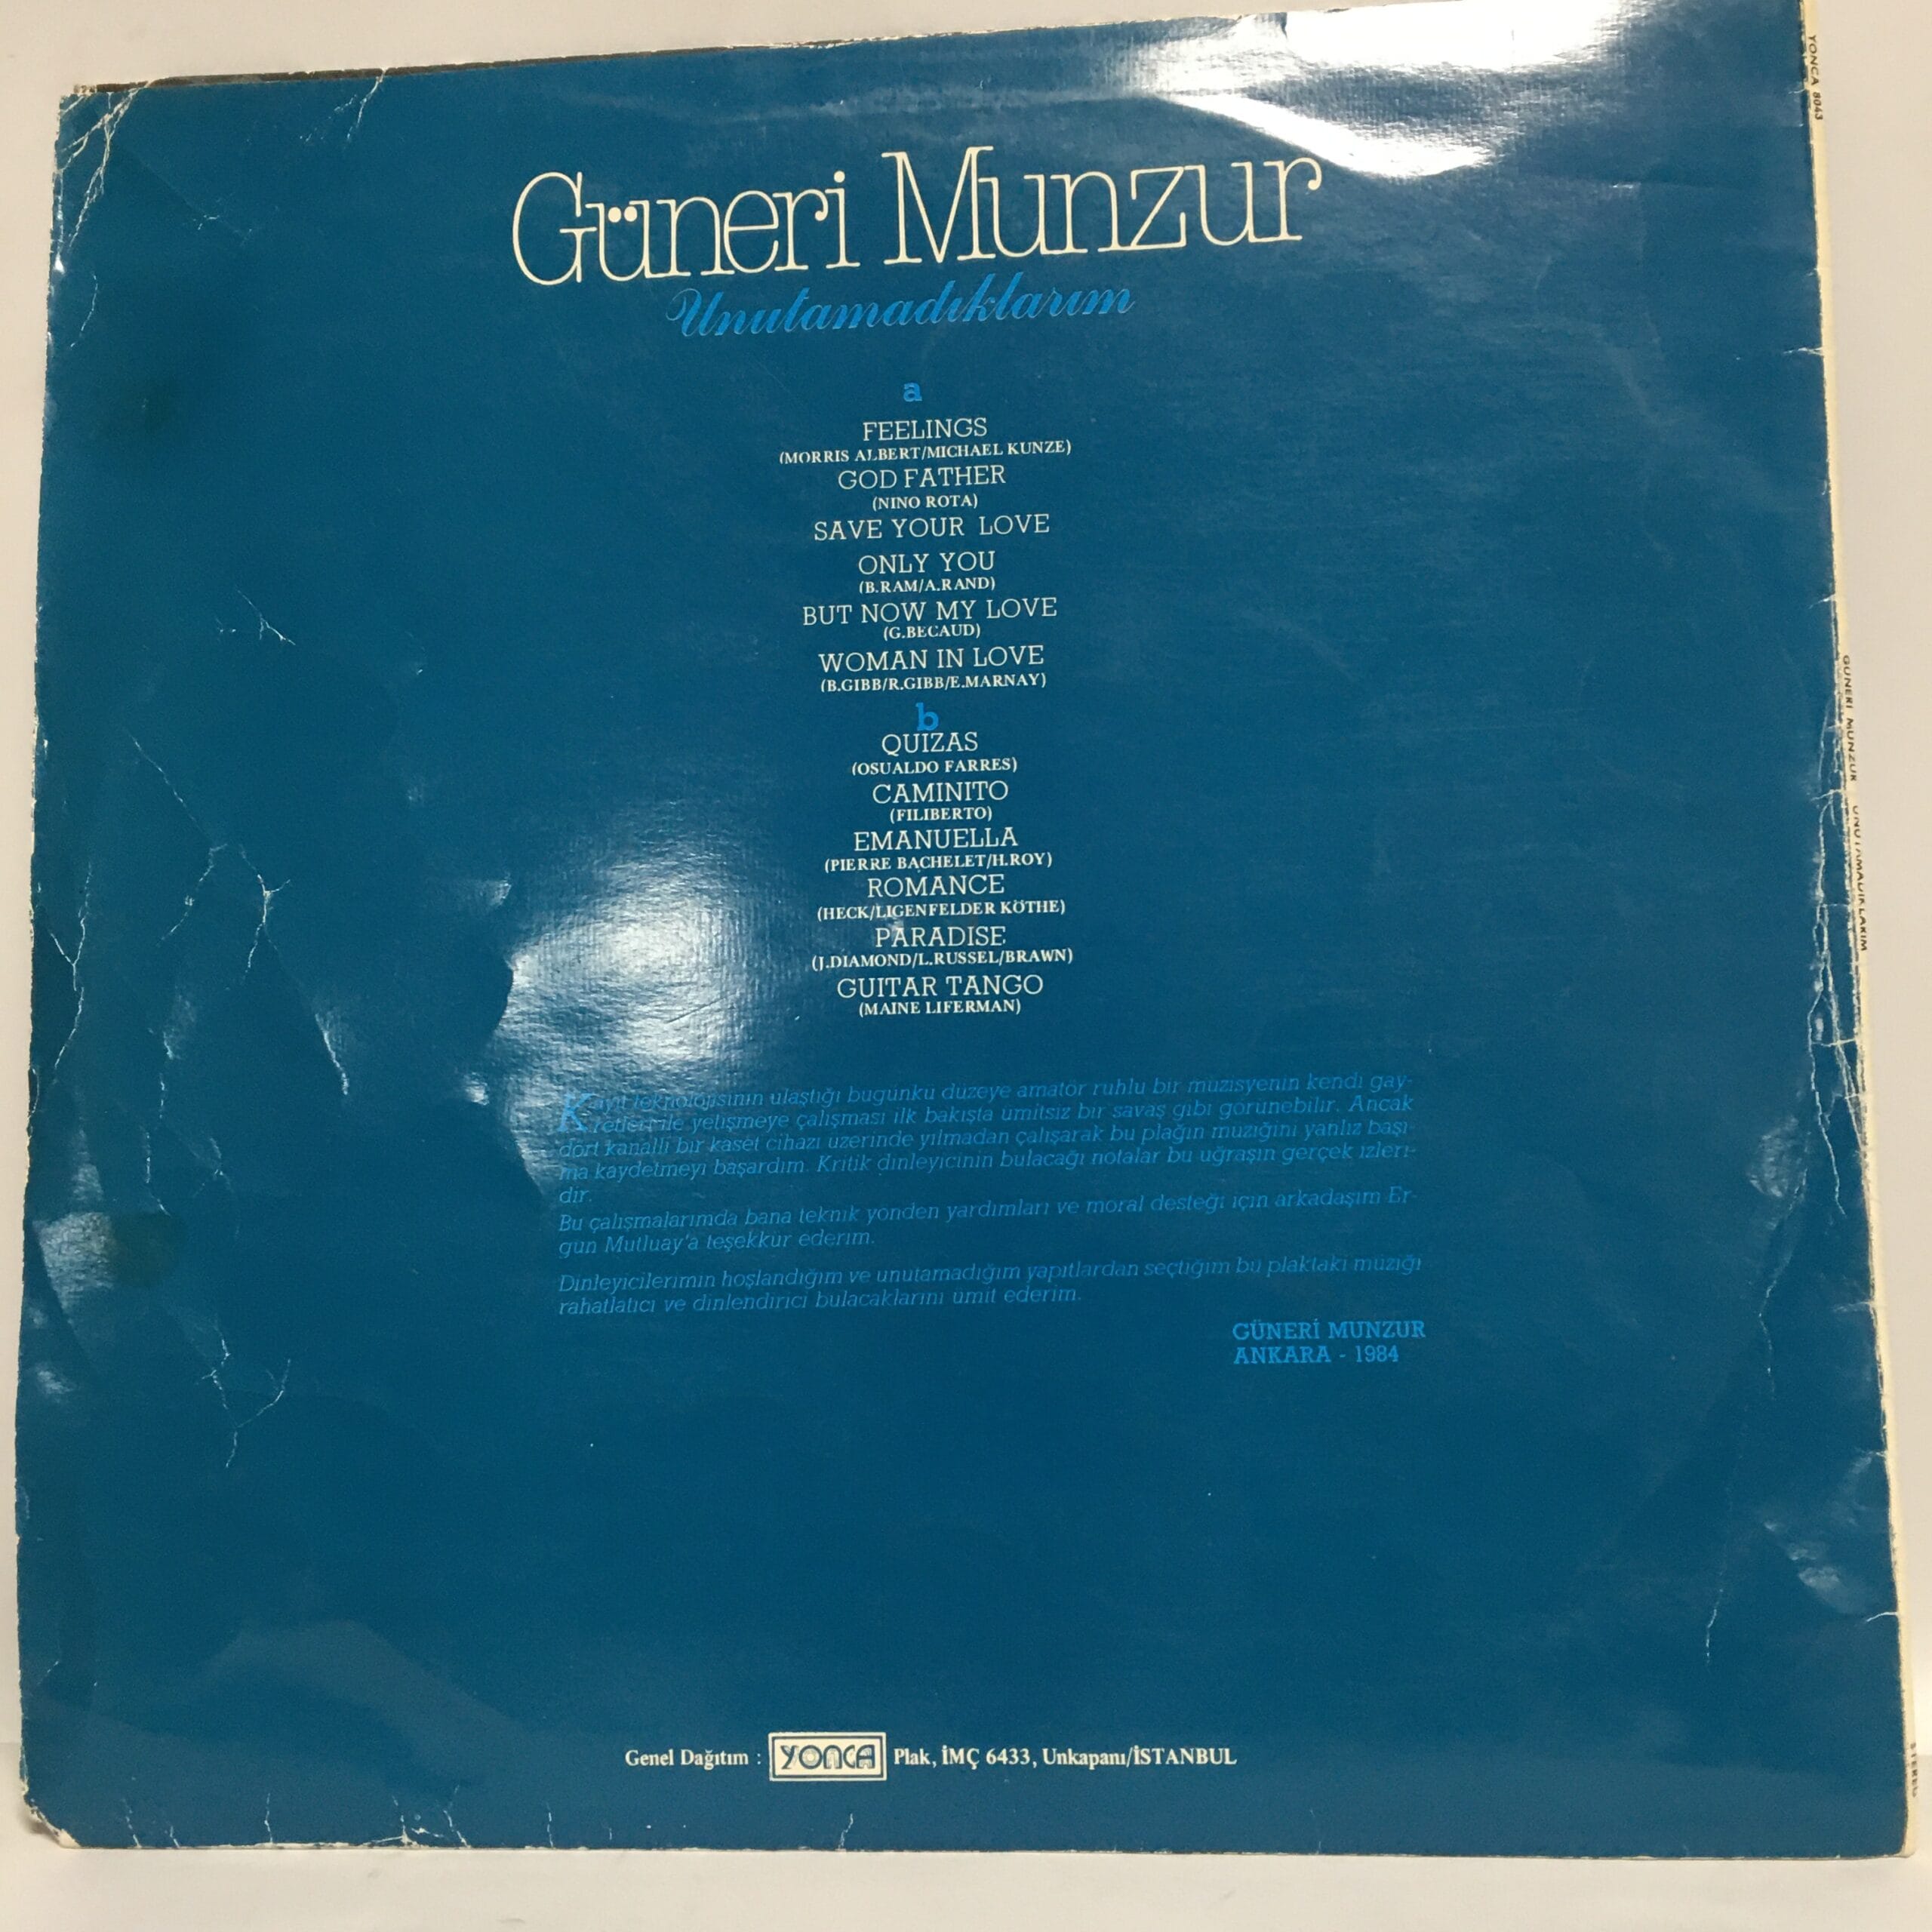 Güneri Munzur
Unutamadıklarım
a
FEELINGS
(MORRIS ALBERT/MICHAEL KUNZE)
GOD FATHER
(NINO ROTA)
SAVE YOUR LOVE
ONLY YOU
(B.RAM/A.RAND)
BUT NOW MY LOVE
(G.BECAUD)
WOMAN IN LOVE
(B.GIBB/R.GIBB/E.MARNAY)
b
QUIZAS
(OSUALDO FARRES)
CAMINITO
(FILIBERTO)
EMANUELLA
(PIERRE BACHELET/H.ROY)
ROMANCE
(HECK/LIGENFELDER KÖTHE)
PARADISE
(J.DIAMOND/L.RUSSEL/BRAWN)
GUITAR TANGO
(MAINE LIFERMAN)
Kayıt teknolojisinin ulaştığı bugünkü düzeye amatör ruhlu bir müzisyenin kendi gay-
retleri ile yetişmeye çalışması ilk bakışta ümitsiz bir savaş gibi görünebilir. Ancak
dört kanallı bir kaset cihazı üzerinde yılmadan çalışarak bu plağın müziğini yanlız başı-
ma kaydetmeyi başardım. Kritik dinleyicinin bulacağı notalar bu uğraşın gerçek izleri-
dir.
Bu çalışmalarımda bana teknik yönden yardımları ve moral desteği için arkadaşım Er-
gun Mutluay'a teşekkür ederim.
Dinleyicilerimin hoşlandığım ve unutamadığım yapıtlardan seçtiğim bu plaktaki müziği
rahatlatıcı ve dinlendirici bulacaklarını ümit ederim.
GÜNERİ MUNZUR
ANKARA - 1984
Genel Dağıtım : YONCA Plak, İMÇ 6433, Unkapanı/İSTANBUL
YONCA 8043
GÜNERİ MUNZUR UNUTAMADIKLARIM
STEREO